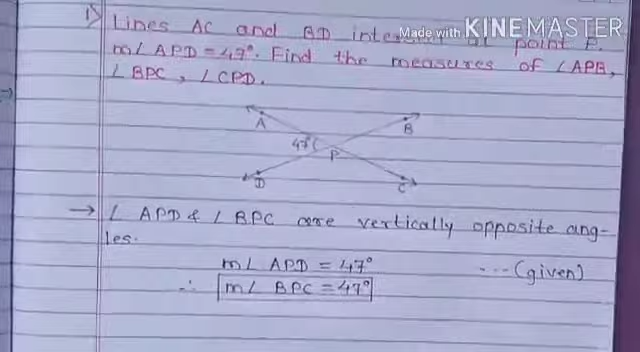 1) Lines AC and BD at point P.
Made with KINEMASTER
m∠ APD = 47°. Find the measures of ∠APB,
∠ BPC, ∠ CPD.
A
B
47°
P
D
C
→ ∠ APD & ∠ BPC are vertically opposite ang-
les.
m∠ APD = 47° ---(given)
∴ m∠ BPC = 47°